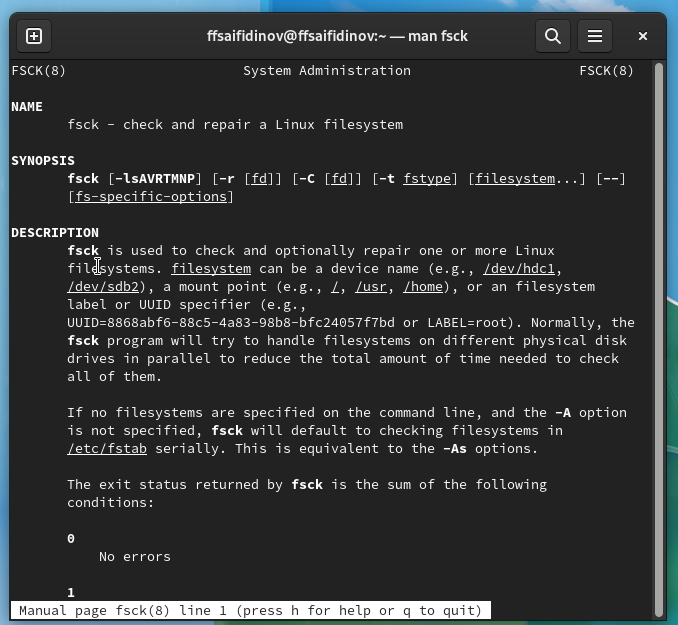 ffsaifidinov@ffsaifidinov:~ — man fsck
FSCK(8) System Administration FSCK(8)
NAME
fsck - check and repair a Linux filesystem
SYNOPSIS
fsck [-lsAVRTMNP] [-r [fd]] [-C [fd]] [-t fstype] [filesystem...] [--]
[fs-specific-options]
DESCRIPTION
fsck is used to check and optionally repair one or more Linux
filesystems. filesystem can be a device name (e.g., /dev/hdc1,
/dev/sdb2), a mount point (e.g., /, /usr, /home), or an filesystem
label or UUID specifier (e.g.,
UUID=8868abf6-88c5-4a83-98b8-bfc24057f7bd or LABEL=root). Normally, the
fsck program will try to handle filesystems on different physical disk
drives in parallel to reduce the total amount of time needed to check
all of them.
If no filesystems are specified on the command line, and the -A option
is not specified, fsck will default to checking filesystems in
/etc/fstab serially. This is equivalent to the -As options.
The exit status returned by fsck is the sum of the following
conditions:
0
No errors
1
Manual page fsck(8) line 1 (press h for help or q to quit)